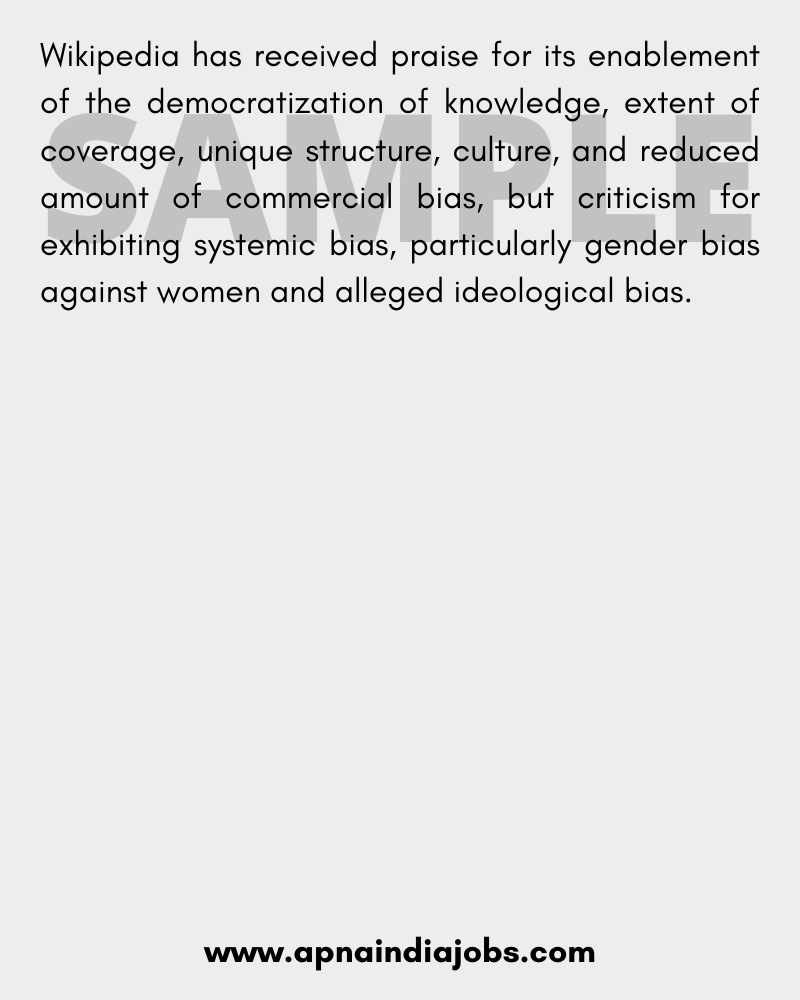 Wikipedia has received praise for its enablement
of the democratization of knowledge, extent of
SAMPLE
coverage, unique structure, culture, and reduced
amount of commercial bias, but criticism for
exhibiting systemic bias, particularly gender bias
against women and alleged ideological bias.
www.apnaindiajobs.com